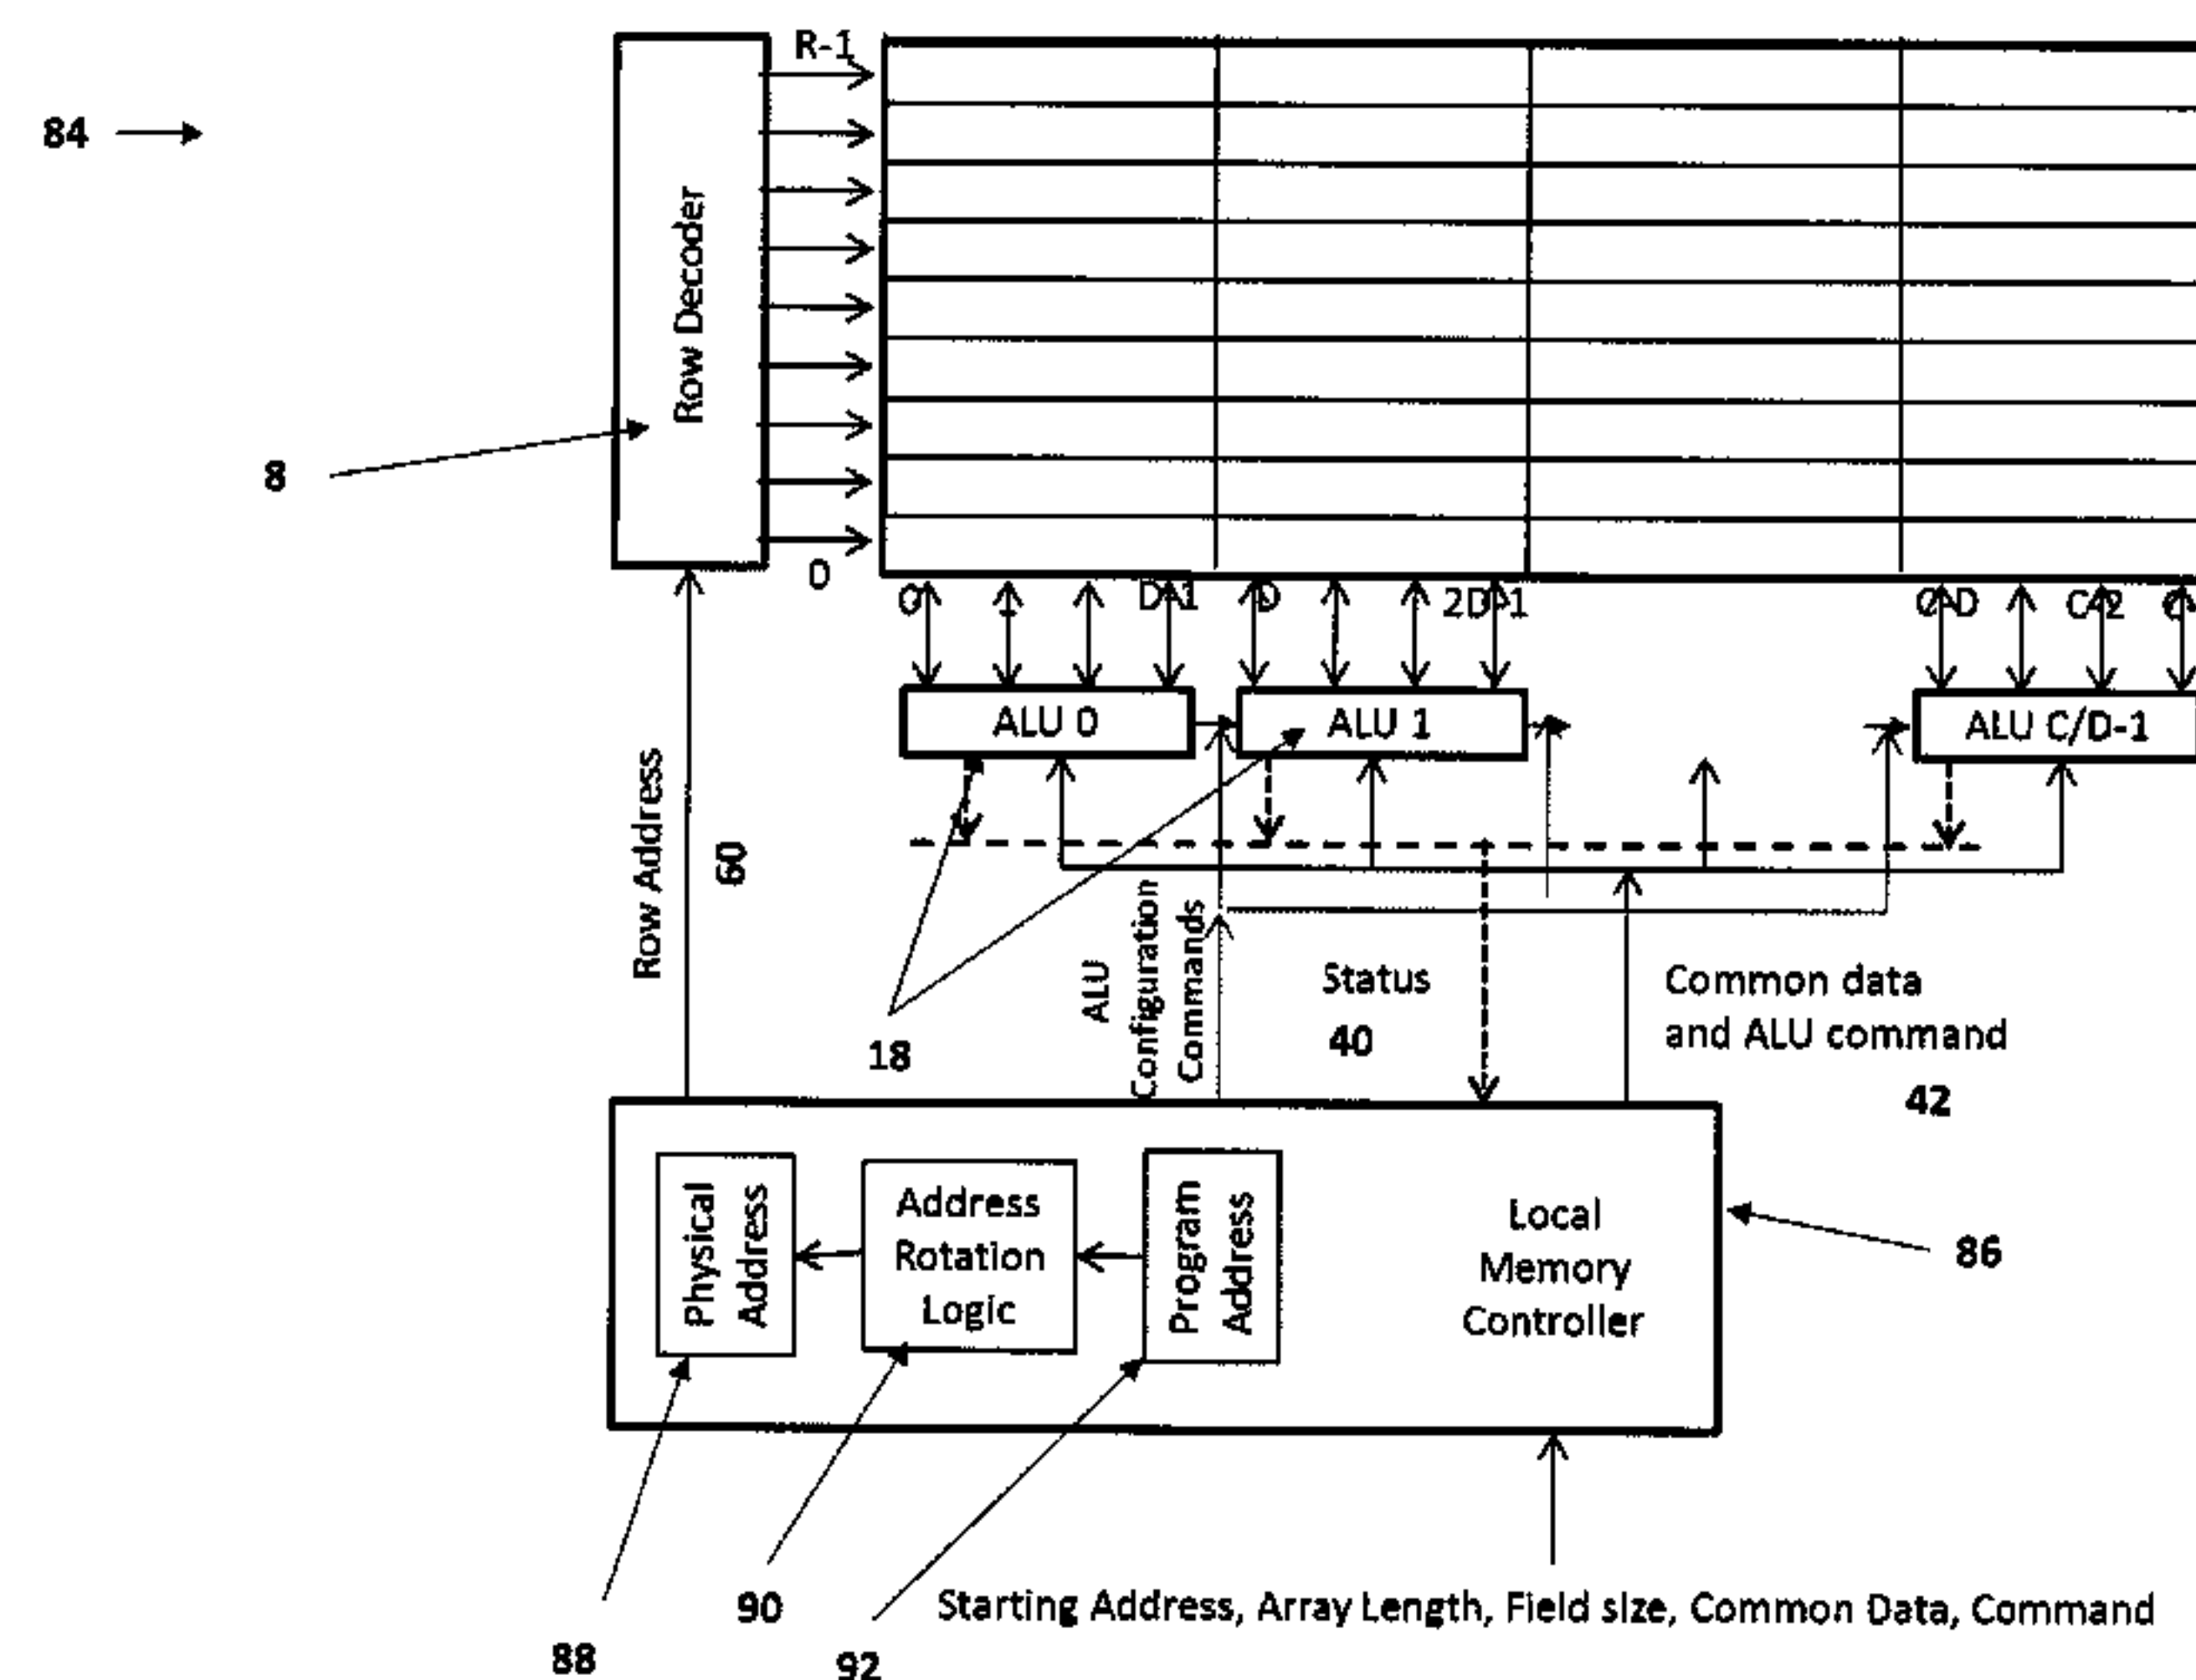 R-1
84
Row Decoder
8
0
0
1
D-1
D
2D-1
C-D
C-2
ALU 0
ALU 1
ALU C/D-1
Row Address
60
18
ALU
Configuration
Commands
Status
40
Common data
and ALU command
42
Physical
Address
Address
Rotation
Logic
Program
Address
Local
Memory
Controller
86
88
90
92
Starting Address, Array Length, Field size, Common Data, Command